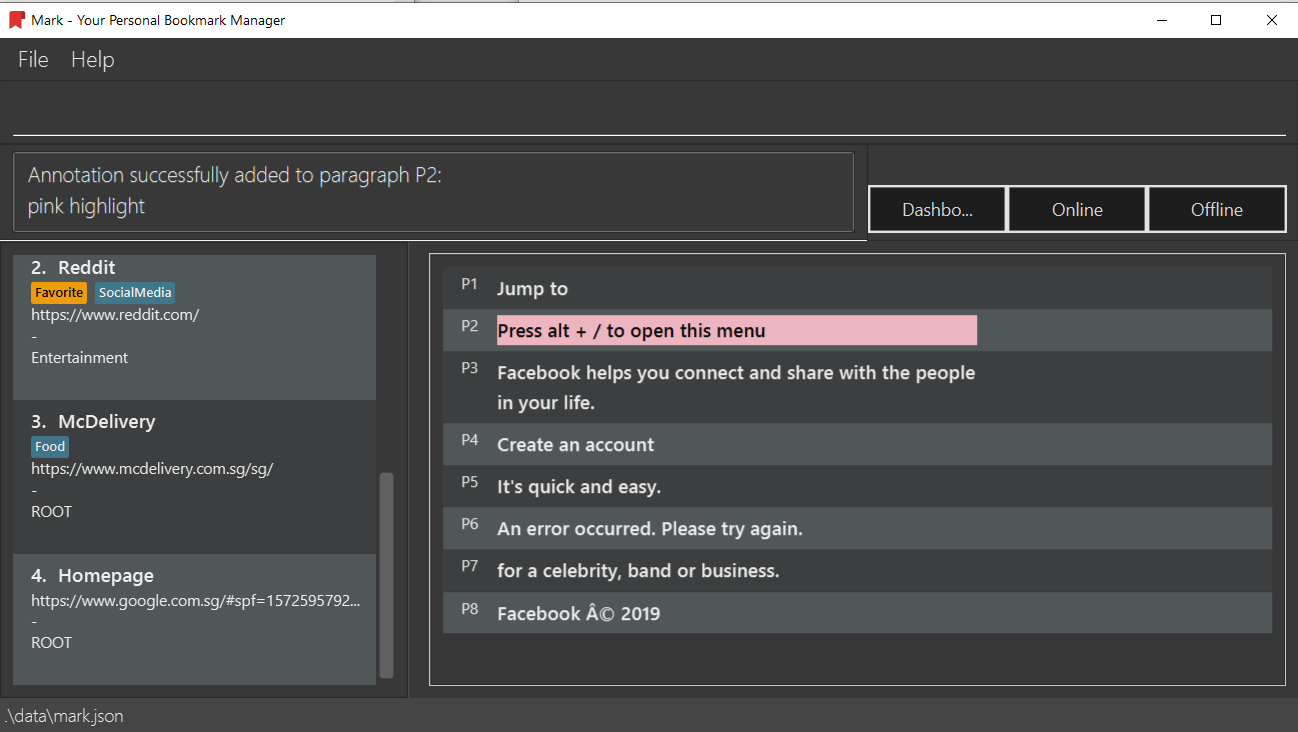 Mark - Your Personal Bookmark Manager
File Help
Annotation successfully added to paragraph P2:
pink highlight
Dashbo...
Online
Offline
2. Reddit
Favorite SocialMedia
https://www.reddit.com/
-
Entertainment
3. McDelivery
Food
https://www.mcdelivery.com.sg/sg/
-
ROOT
4. Homepage
https://www.google.com.sg/#spf=1572595792...
-
ROOT
P1 Jump to
P2 Press alt + / to open this menu
P3 Facebook helps you connect and share with the people
in your life.
P4 Create an account
P5 It's quick and easy.
P6 An error occurred. Please try again.
P7 for a celebrity, band or business.
P8 Facebook Â© 2019
.\data\mark.json